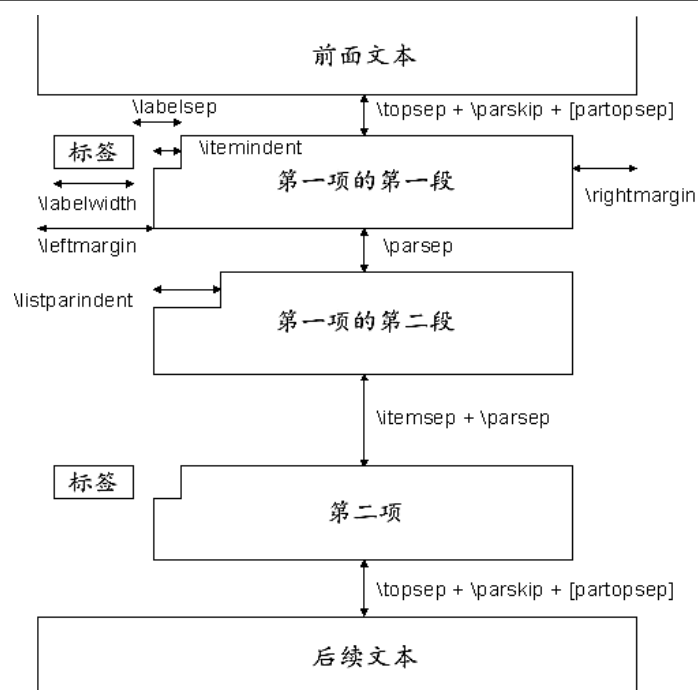 前面文本
\labelsep
\topsep + \parskip + [partopsep]
标签
\itemindent
第一项的第一段
\labelwidth
\rightmargin
\leftmargin
\parsep
\listparindent
第一项的第二段
\itemsep + \parsep
标签
第二项
\topsep + \parskip + [partopsep]
后续文本